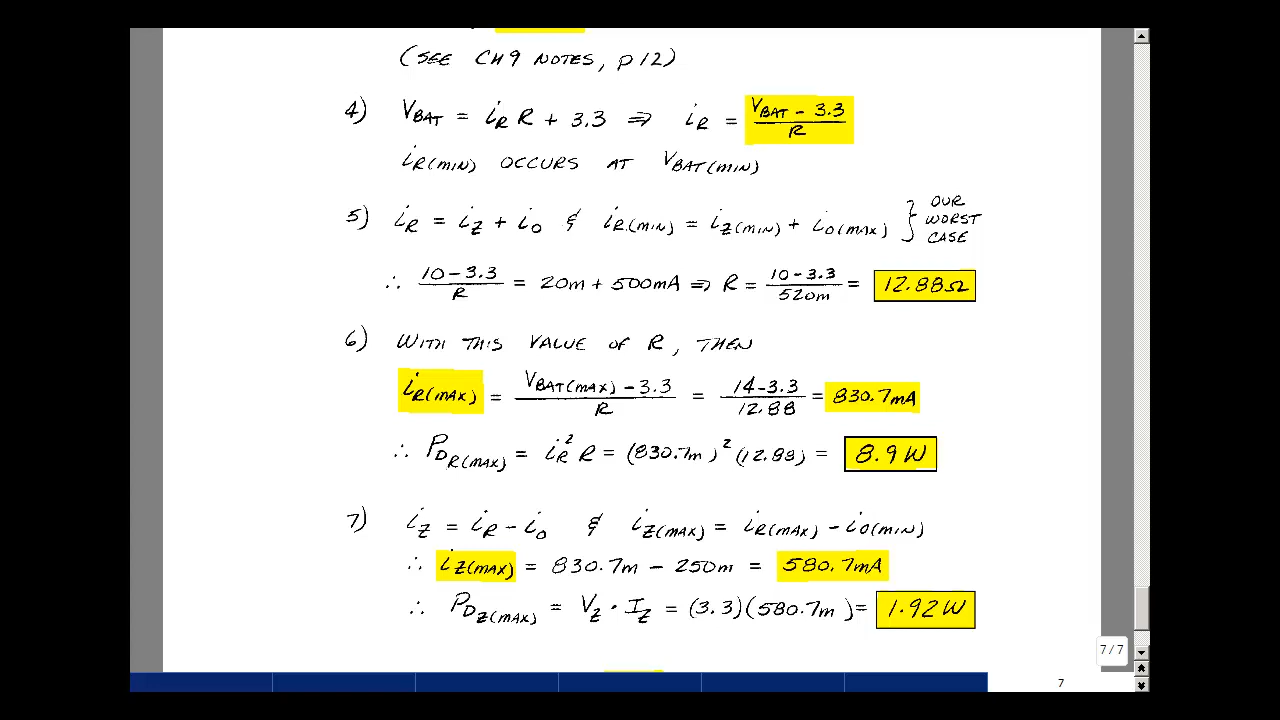 (SEE CH9 NOTES, p12)
4) VBAT = iR R + 3.3 ⇒ iR = (VBAT - 3.3)/R
iR(MIN) OCCURS AT VBAT(MIN)
5) iR = iZ + iO & iR(MIN) = iZ(MIN) + iO(MAX) } OUR WORST CASE
∴ (10-3.3)/R = 20m + 500mA ⇒ R = (10-3.3)/520m = 12.88Ω
6) WITH THIS VALUE OF R, THEN
iR(MAX) = (VBAT(MAX) - 3.3)/R = (14-3.3)/12.88 = 830.7mA
∴ PDR(MAX) = iR² R = (830.7m)² (12.88) = 8.9W
7) iZ = iR - iO & iZ(MAX) = iR(MAX) - iO(MIN)
∴ iZ(MAX) = 830.7m - 250m = 580.7mA
∴ PDZ(MAX) = VZ · IZ = (3.3)(580.7m) = 1.92W
7/7
7